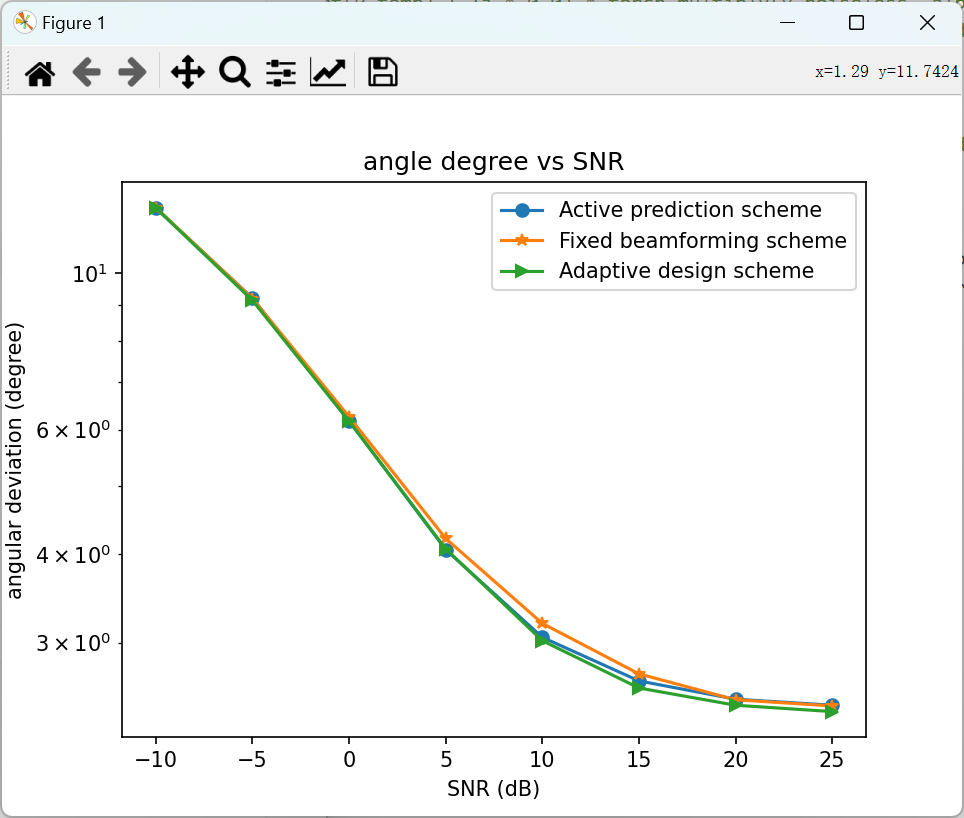 Figure 1
x=1.29 y=11.7424
angle degree vs SNR
Active prediction scheme
Fixed beamforming scheme
Adaptive design scheme
10¹
6 × 10⁰
4 × 10⁰
3 × 10⁰
angular deviation (degree)
−10 −5 0 5 10 15 20 25
SNR (dB)